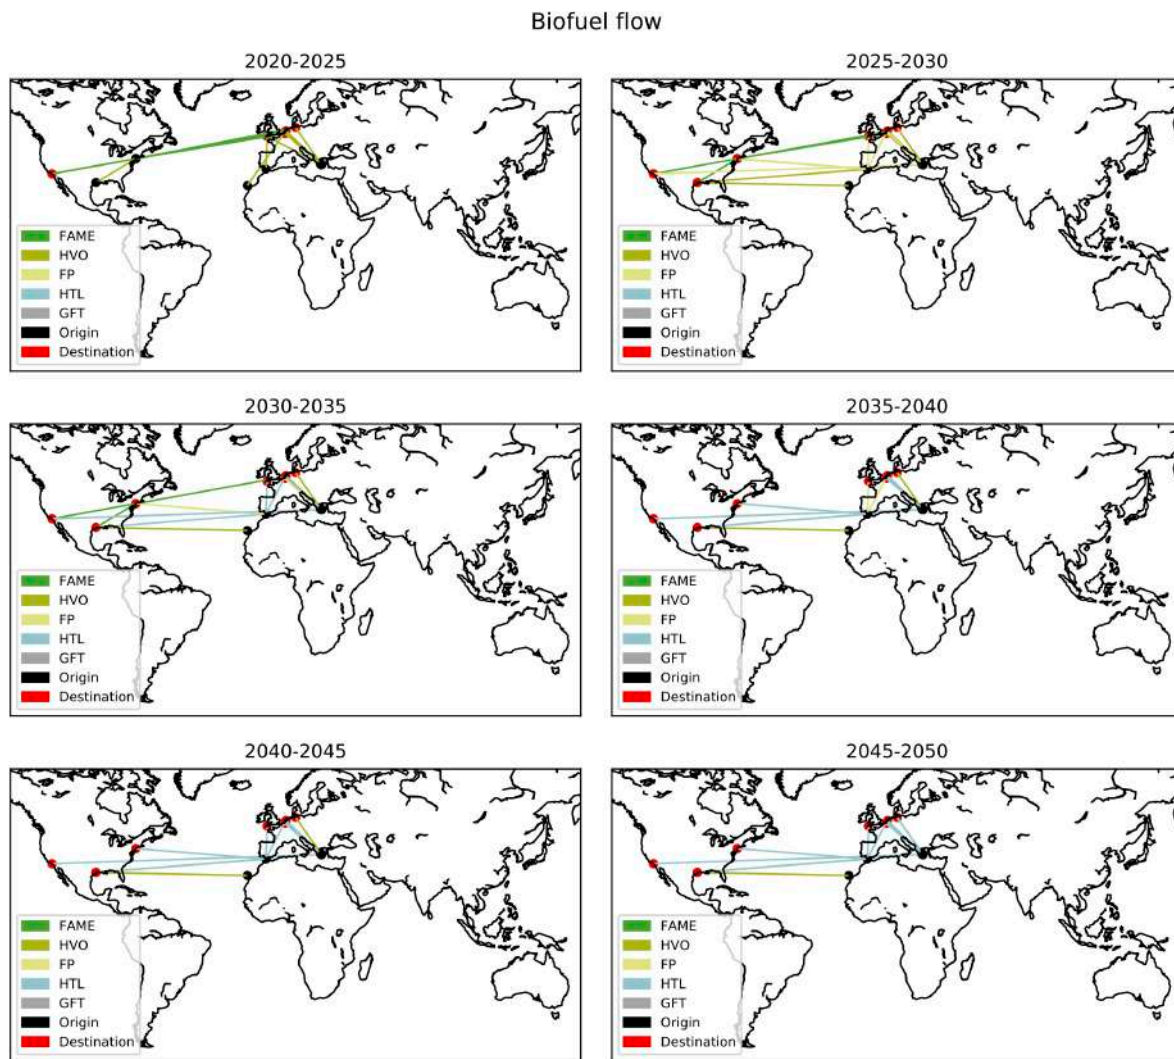 Biofuel flow
2020-2025
FAME
HVO
FP
HTL
GFT
Origin
Destination
2025-2030
FAME
HVO
FP
HTL
GFT
Origin
Destination
2030-2035
FAME
HVO
FP
HTL
GFT
Origin
Destination
2035-2040
FAME
HVO
FP
HTL
GFT
Origin
Destination
2040-2045
FAME
HVO
FP
HTL
GFT
Origin
Destination
2045-2050
FAME
HVO
FP
HTL
GFT
Origin
Destination